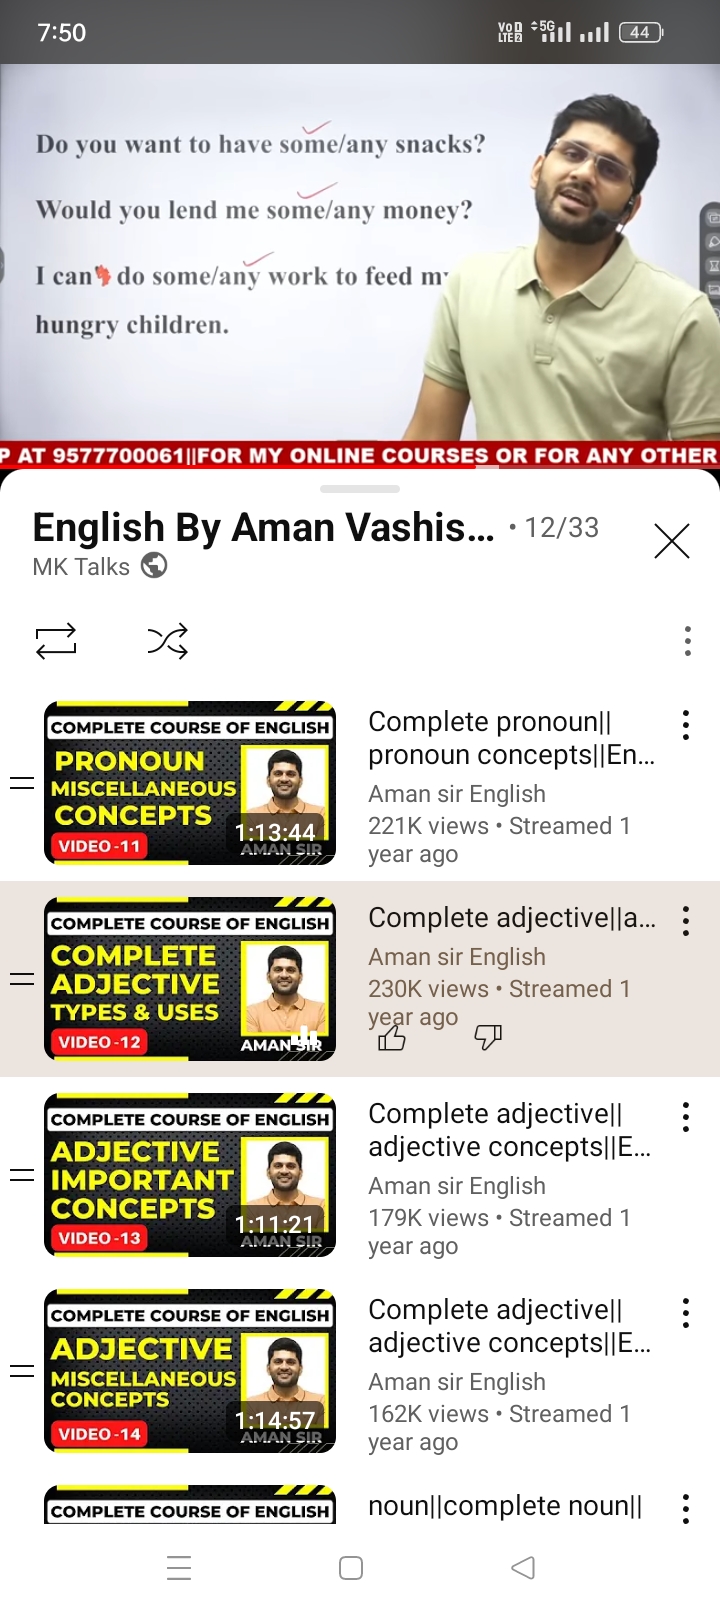 7:50
VoD LTE2 5G 44
Do you want to have some/any snacks?
Would you lend me some/any money?
I can do some/any work to feed my
hungry children.
P AT 9577700061||FOR MY ONLINE COURSES OR FOR ANY OTHER
English By Aman Vashis... • 12/33
MK Talks
COMPLETE COURSE OF ENGLISH
PRONOUN
MISCELLANEOUS
CONCEPTS
VIDEO-11
1:13:44
AMAN SIR
Complete pronoun||
pronoun concepts||En...
Aman sir English
221K views • Streamed 1
year ago
COMPLETE COURSE OF ENGLISH
COMPLETE
ADJECTIVE
TYPES & USES
VIDEO-12
AMAN SIR
Complete adjective||a...
Aman sir English
230K views • Streamed 1
year ago
COMPLETE COURSE OF ENGLISH
ADJECTIVE
IMPORTANT
CONCEPTS
VIDEO-13
1:11:21
AMAN SIR
Complete adjective||
adjective concepts||E...
Aman sir English
179K views • Streamed 1
year ago
COMPLETE COURSE OF ENGLISH
ADJECTIVE
MISCELLANEOUS
CONCEPTS
VIDEO-14
1:14:57
AMAN SIR
Complete adjective||
adjective concepts||E...
Aman sir English
162K views • Streamed 1
year ago
COMPLETE COURSE OF ENGLISH
noun||complete noun||